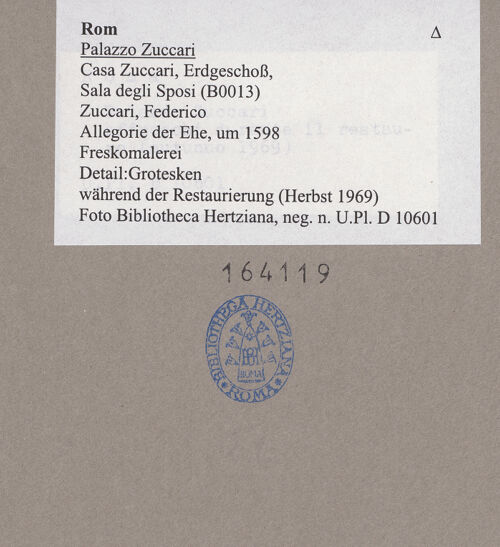 Rom Δ
Palazzo Zuccari
Casa Zuccari, Erdgeschoß,
Sala degli Sposi (B0013)
Zuccari, Federico
Allegorie der Ehe, um 1598
Freskomalerei
Detail:Grotesken
während der Restaurierung (Herbst 1969)
Foto Bibliotheca Hertziana, neg. n. U.Pl. D 10601
164119
BIBLIOTHECA HERTZIANA
ROMA
ROMA